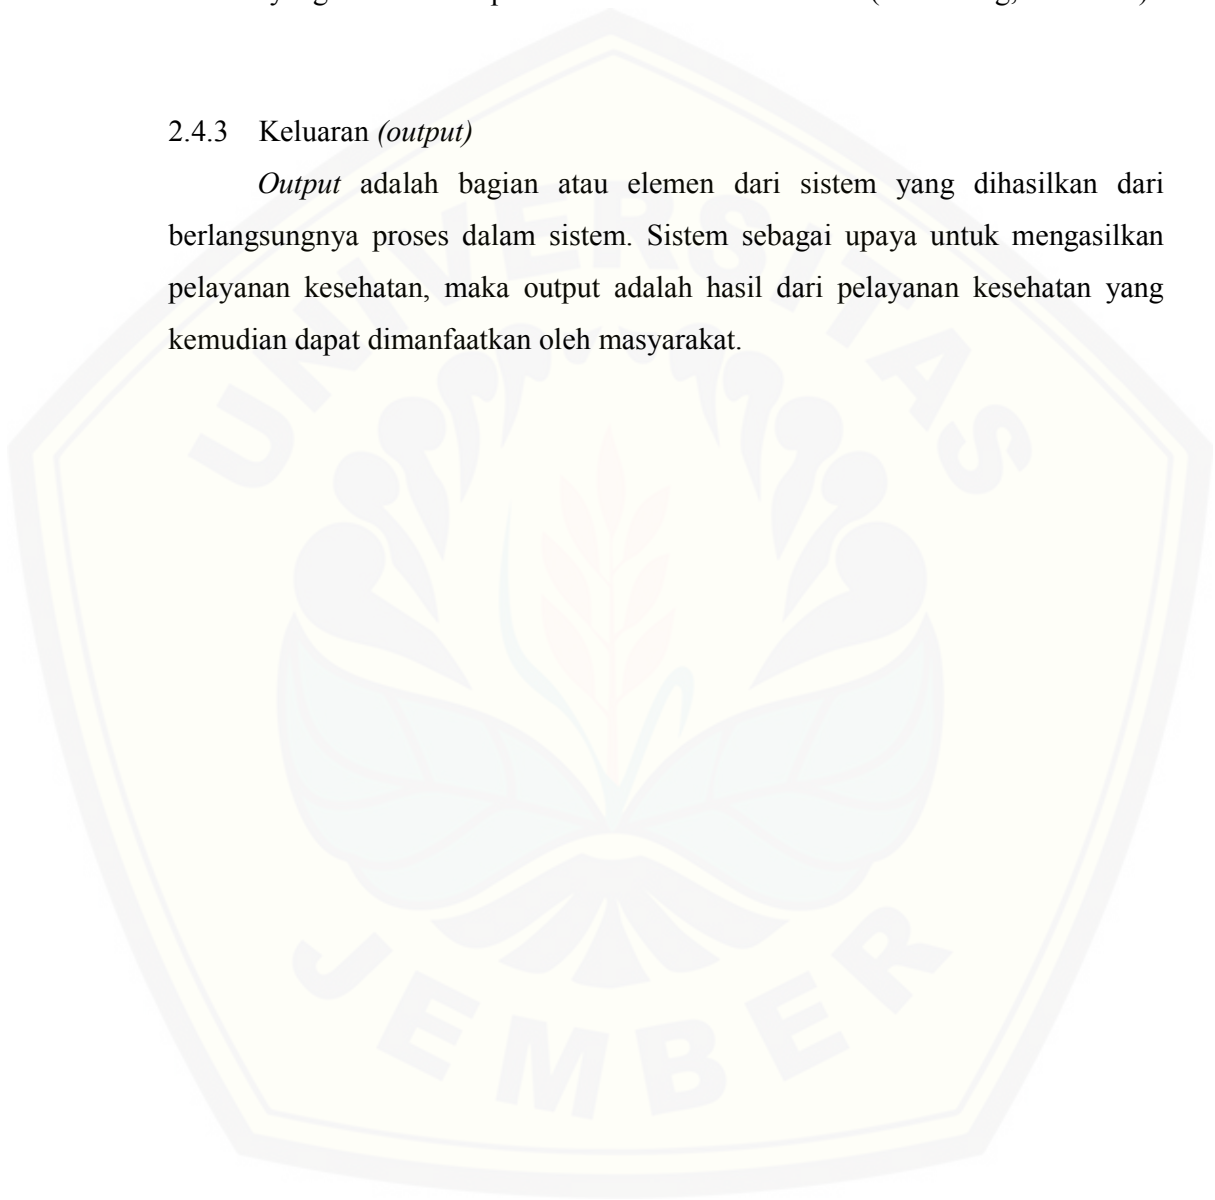 2.4.3 Keluaran (output)
Output adalah bagian atau elemen dari sistem yang dihasilkan dari
berlangsungnya proses dalam sistem. Sistem sebagai upaya untuk mengasilkan
pelayanan kesehatan, maka output adalah hasil dari pelayanan kesehatan yang
kemudian dapat dimanfaatkan oleh masyarakat.
UNIVERSITAS
JEMBER